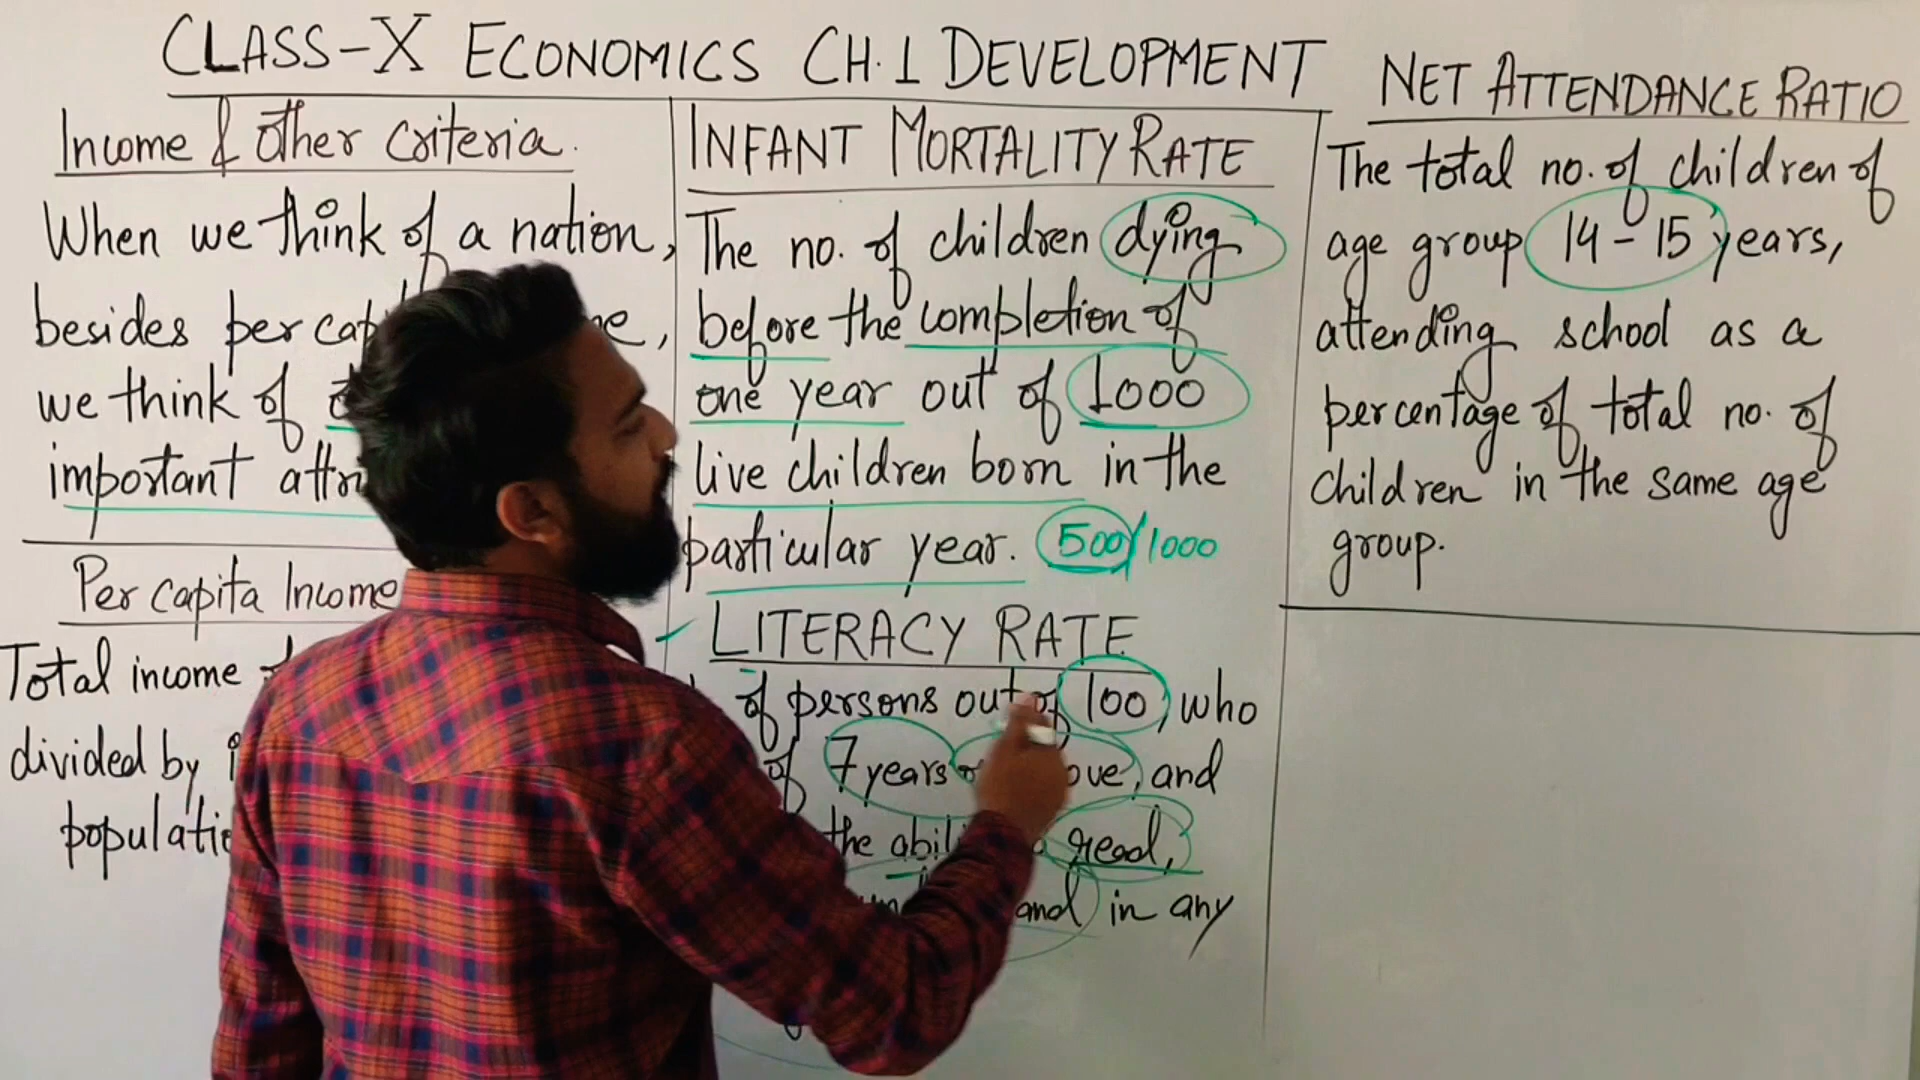 CLASS-X ECONOMICS CH.1 DEVELOPMENT
Income & other criteria.
When we think of a nation,
besides per
we think of
important
Per capita Income
Total income
divided by
INFANT MORTALITY RATE
The no. of children dying
before the completion of
one year out of 1000
live children born in the
particular year. 500/1000
LITERACY RATE
of persons out of 100, who
of 7 years and
the read,
in any
NET ATTENDANCE RATIO
The total no. of children of
age group 14-15 years,
attending school as a
percentage of total no. of
children in the same age
group.